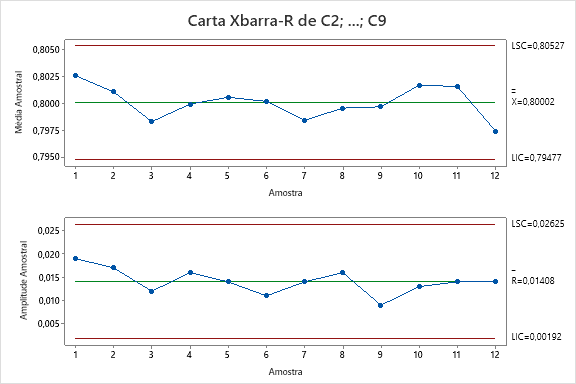 Carta Xbarra-R de C2; ...; C9
Média Amostral
0,8050
0,8025
0,8000
0,7975
0,7950
LSC=0,80527
=
X=0,80002
LIC=0,79477
1 2 3 4 5 6 7 8 9 10 11 12
Amostra
Amplitude Amostral
0,025
0,020
0,015
0,010
0,005
LSC=0,02625
–
R=0,01408
LIC=0,00192
1 2 3 4 5 6 7 8 9 10 11 12
Amostra